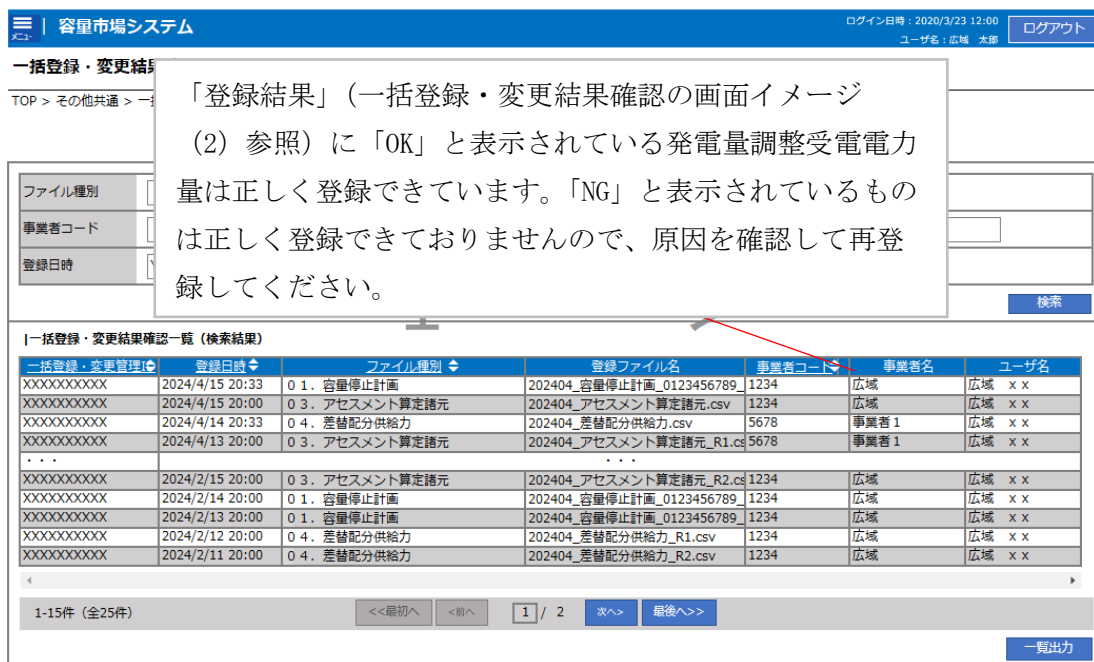 メニュー
容量市場システム
ログイン日時：2020/3/23 12:00
ユーザ名：広域 太郎
ログアウト
一括登録・変更結
TOP > その他共通 >
「登録結果」（一括登録・変更結果確認の画面イメージ
（2）参照）に「OK」と表示されている発電量調整受電電力
量は正しく登録できています。「NG」と表示されているもの
は正しく登録できておりませんので、原因を確認して再登
録してください。
ファイル種別
事業者コード
登録日時
検索
|一括登録・変更結果確認一覧（検索結果）
一括登録・変更管理I 登録日時 ファイル種別 登録ファイル名 事業者コード 事業者名 ユーザ名
XXXXXXXXXX 2024/4/15 20:33 ０１．容量停止計画 202404_容量停止計画_0123456789_ 1234 広域 広域 ｘｘ
XXXXXXXXXX 2024/4/15 20:00 ０３．アセスメント算定諸元 202404_アセスメント算定諸元.csv 1234 広域 広域 ｘｘ
XXXXXXXXXX 2024/4/14 20:33 ０４．差替配分供給力 202404_差替配分供給力.csv 5678 事業者１ 広域 ｘｘ
XXXXXXXXXX 2024/4/13 20:00 ０３．アセスメント算定諸元 202404_アセスメント算定諸元_R1.cs 5678 事業者１ 広域 ｘｘ
・・・ ・・・
XXXXXXXXXX 2024/2/15 20:00 ０３．アセスメント算定諸元 202404_アセスメント算定諸元_R2.cs 1234 広域 広域 ｘｘ
XXXXXXXXXX 2024/2/14 20:00 ０１．容量停止計画 202404_容量停止計画_0123456789_ 1234 広域 広域 ｘｘ
XXXXXXXXXX 2024/2/13 20:00 ０１．容量停止計画 202404_容量停止計画_0123456789_ 1234 広域 広域 ｘｘ
XXXXXXXXXX 2024/2/12 20:00 ０４．差替配分供給力 202404_差替配分供給力_R1.csv 1234 広域 広域 ｘｘ
XXXXXXXXXX 2024/2/11 20:00 ０４．差替配分供給力 202404_差替配分供給力_R2.csv 1234 広域 広域 ｘｘ
1-15件（全25件） <<最初へ <前へ 1 / 2 次へ> 最後へ>>
一覧出力